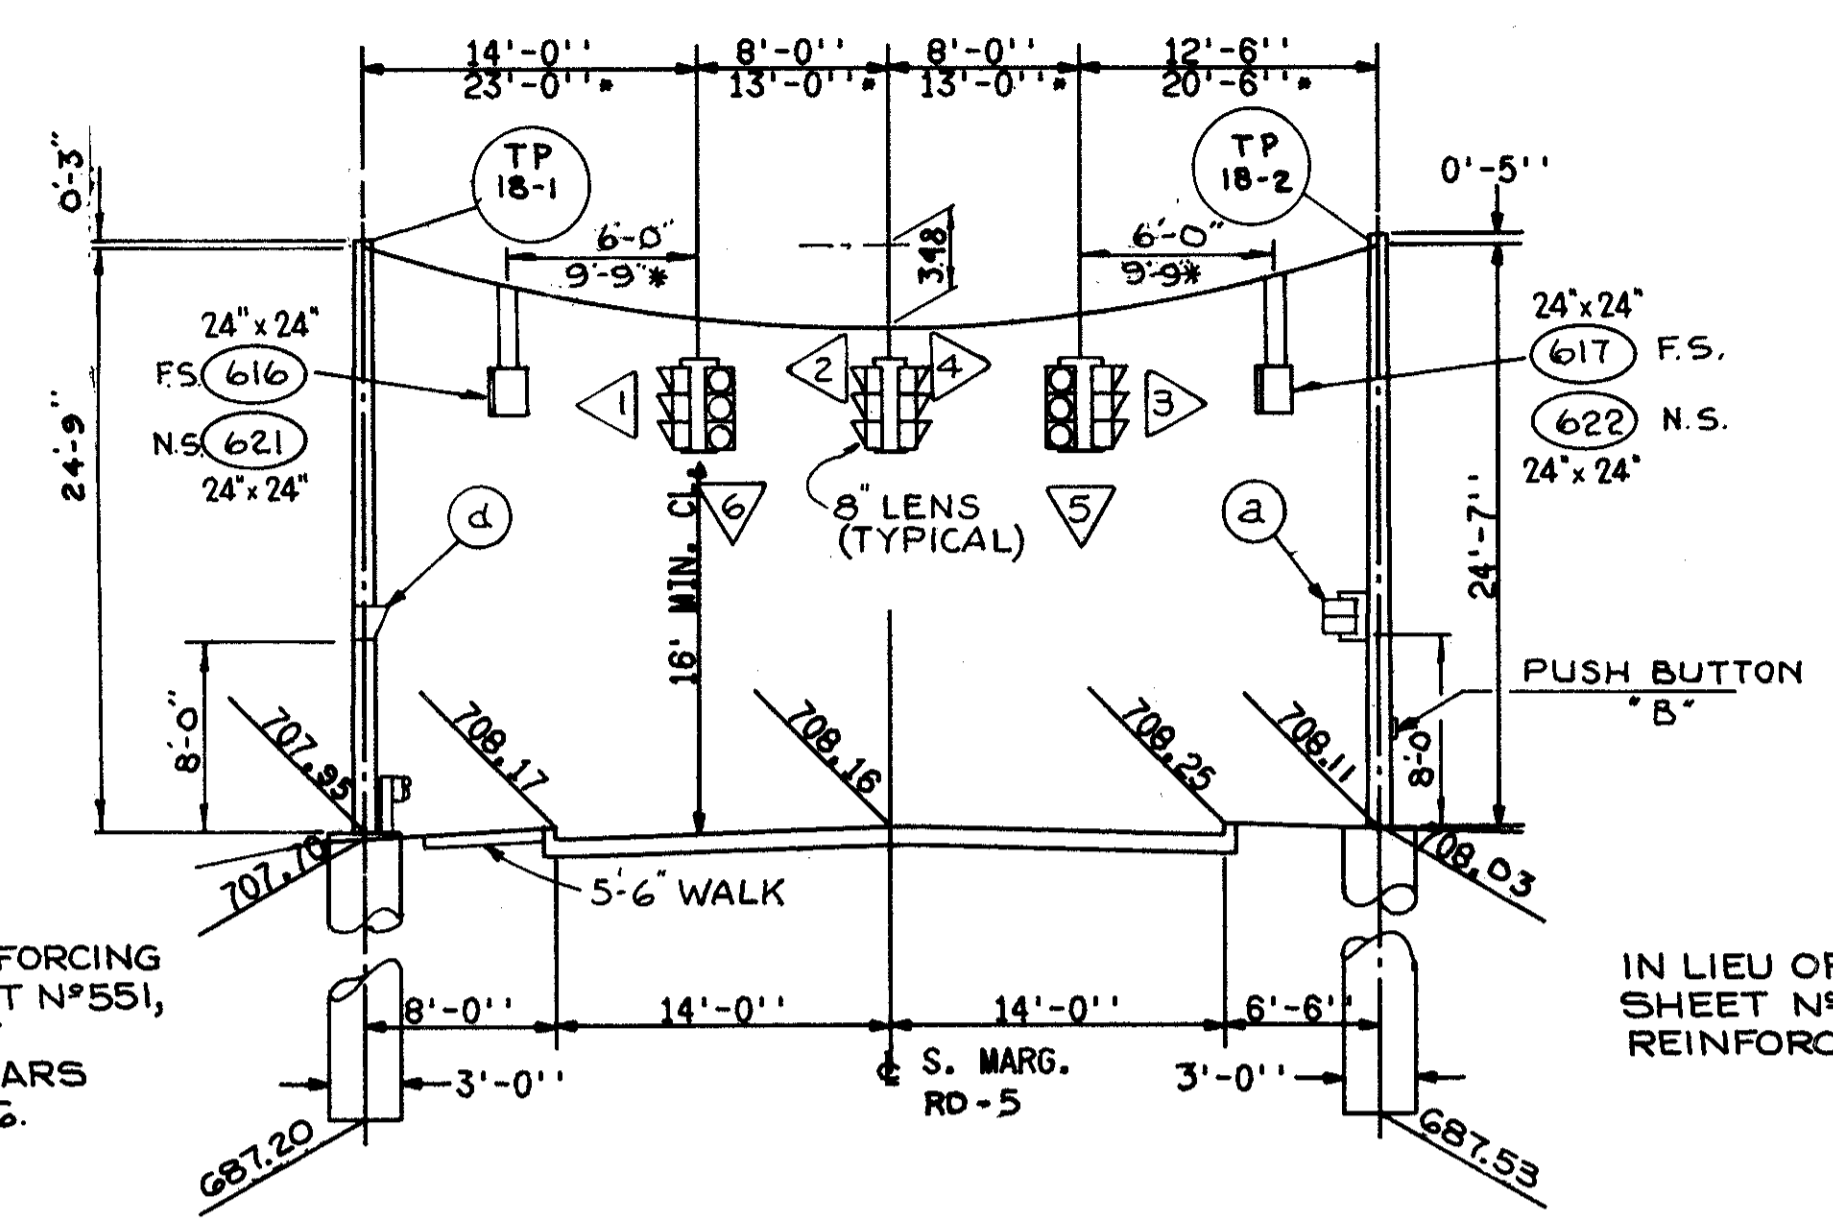 14'-0''
8'-0''
8'-0''
12'-6''
23'-0''*
13'-0''*
13'-0''*
20'-6''*
0'-3"
TP
18-1
TP
18-2
0'-5''
6'-0"
9'-9"*
3.48
6'-0"
9'-9*
24" x 24"
F.S. 616
N.S. 621
24" x 24"
24'-9"
1
2
4
3
24" x 24"
617 F.S.
622 N.S.
24" x 24"
d
6
8" LENS
(TYPICAL)
5
a
16' MIN. CL.
24'-7''
PUSH BUTTON
"B"
8'-0"
8'-0"
707.95
708.17
708.16
708.25
708.11
707.70
5'-6" WALK
708.03
FORCING
T Nº 551,
ARS
6.
IN LIEU OF
SHEET Nº
REINFORC
8'-0''
14'-0''
14'-0''
6'-6''
3'-0''
℄ S. MARG.
RD-5
3'-0''
687.20
687.53